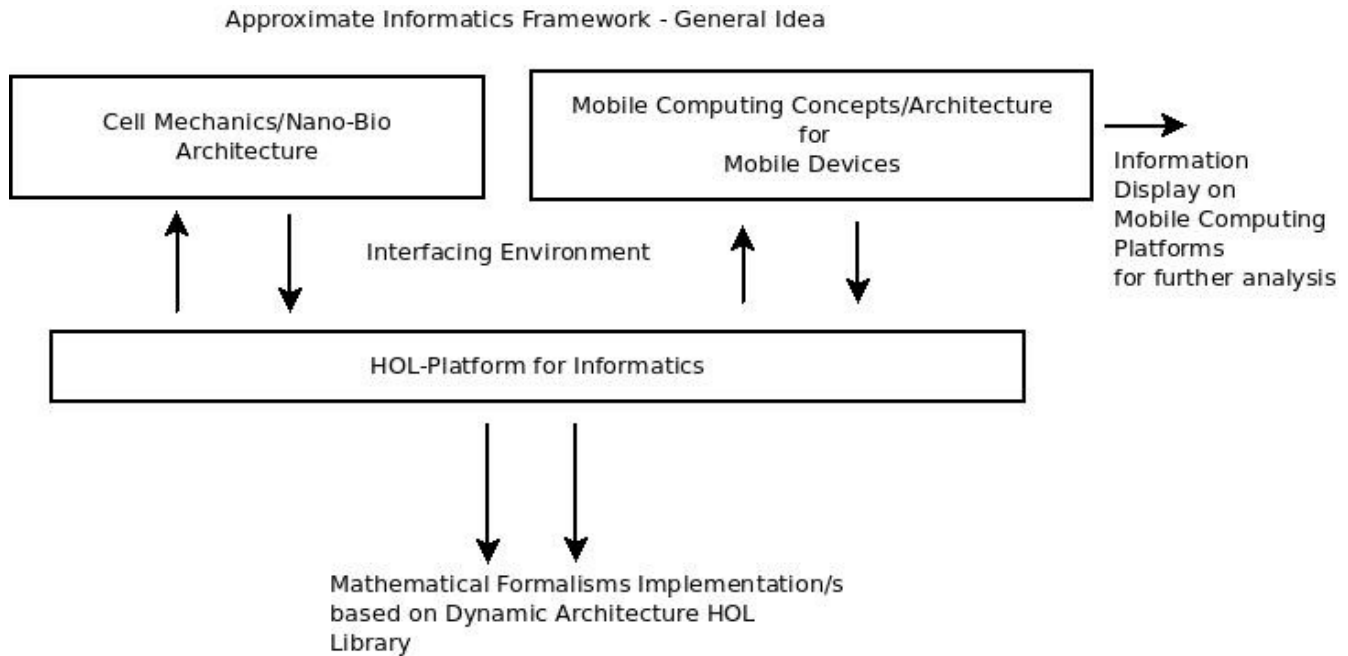 Approximate Informatics Framework - General Idea
Cell Mechanics/Nano-Bio
Architecture
Mobile Computing Concepts/Architecture
for
Mobile Devices
Information
Display on
Mobile Computing
Platforms
for further analysis
Interfacing Environment
HOL-Platform for Informatics
Mathematical Formalisms Implementation/s
based on Dynamic Architecture HOL
Library